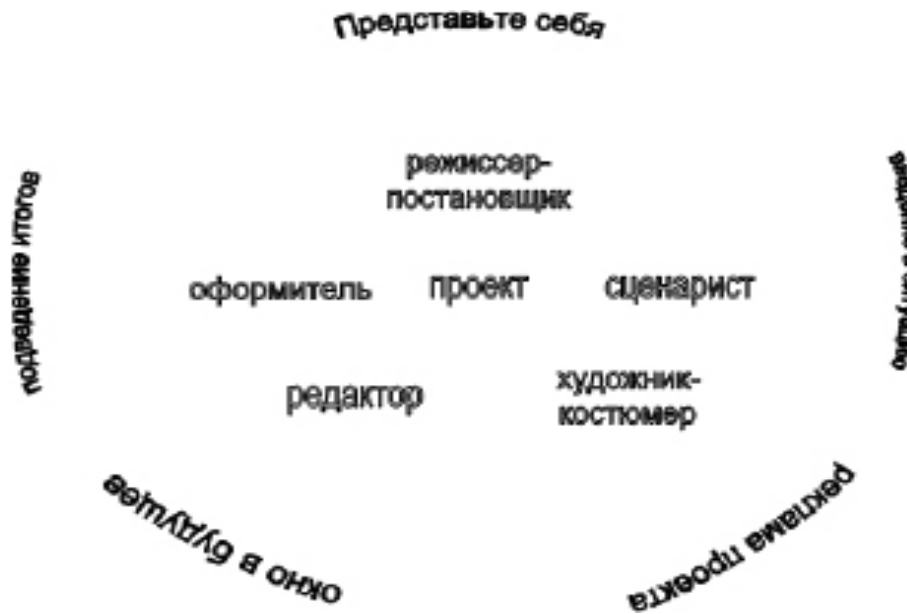 Представьте себя
режиссер-
постановщик
подведение итогов
оформитель
проект
сценарист
редактор
художник-
костюмер
окно в будущее
реклама проекта